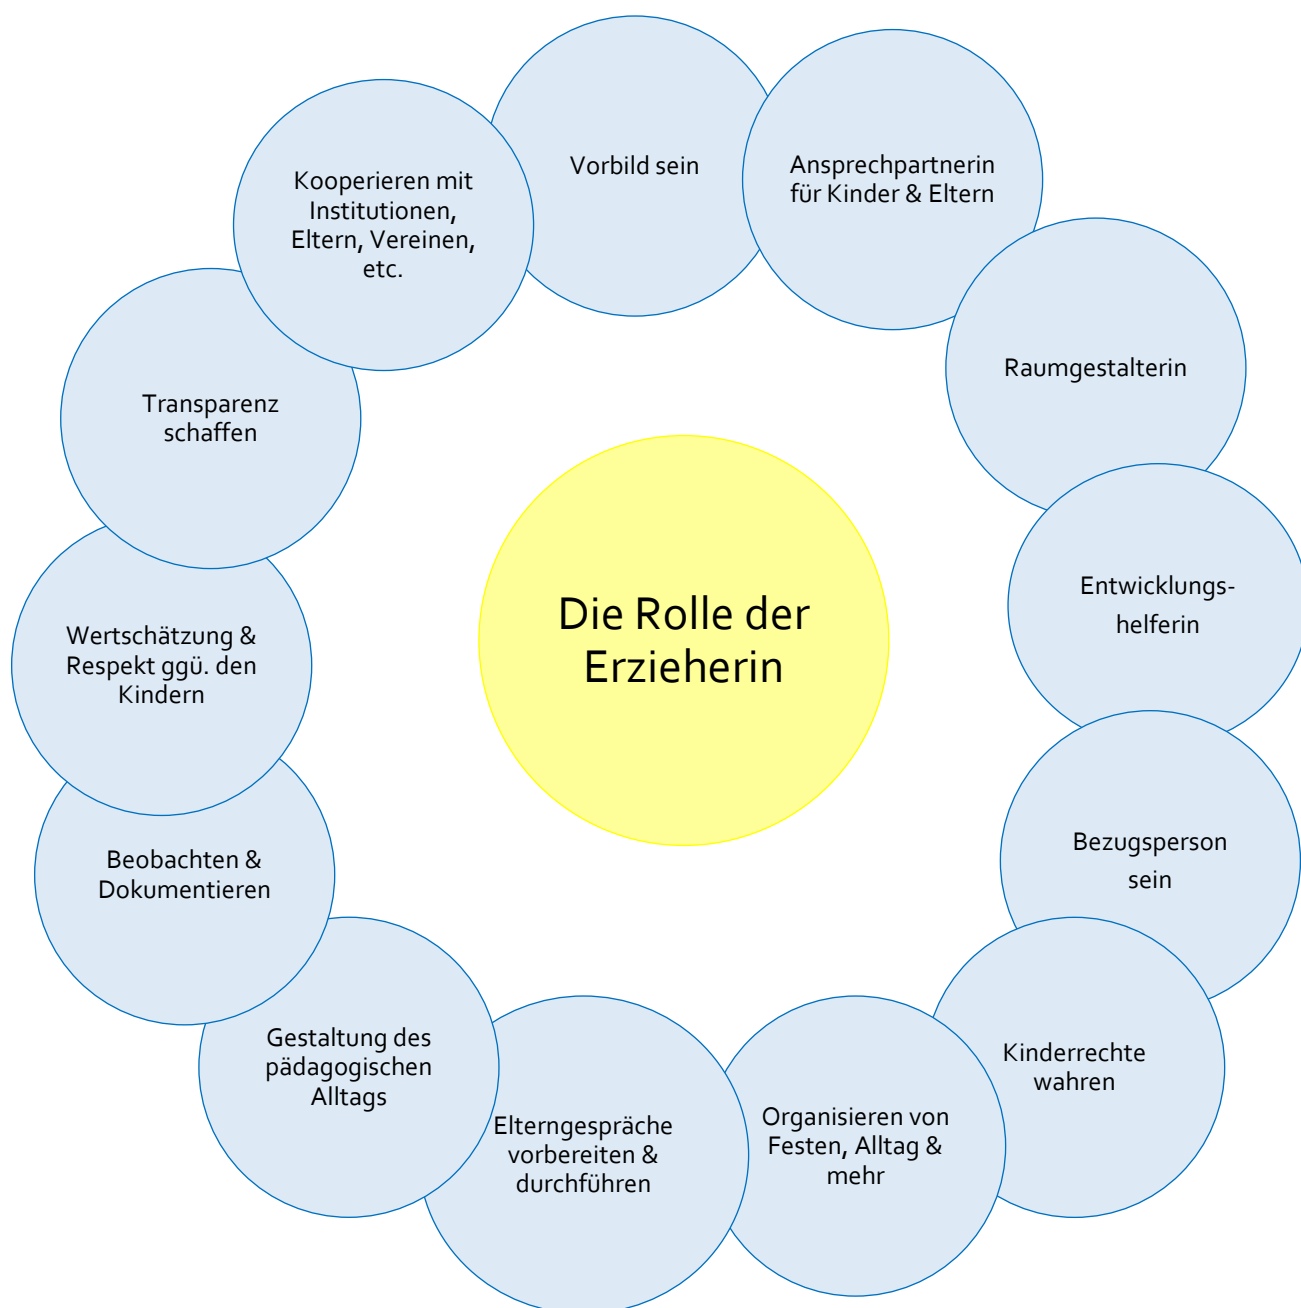 Vorbild sein
Ansprechpartnerin
für Kinder & Eltern
Raumgestalterin
Entwicklungs-
helferin
Bezugsperson
sein
Kinderrechte
wahren
Organisieren von
Festen, Alltag &
mehr
Elterngespräche
vorbereiten &
durchführen
Gestaltung des
pädagogischen
Alltags
Beobachten &
Dokumentieren
Wertschätzung &
Respekt ggü. den
Kindern
Transparenz
schaffen
Kooperieren mit
Institutionen,
Eltern, Vereinen,
etc.
Die Rolle der
Erzieherin